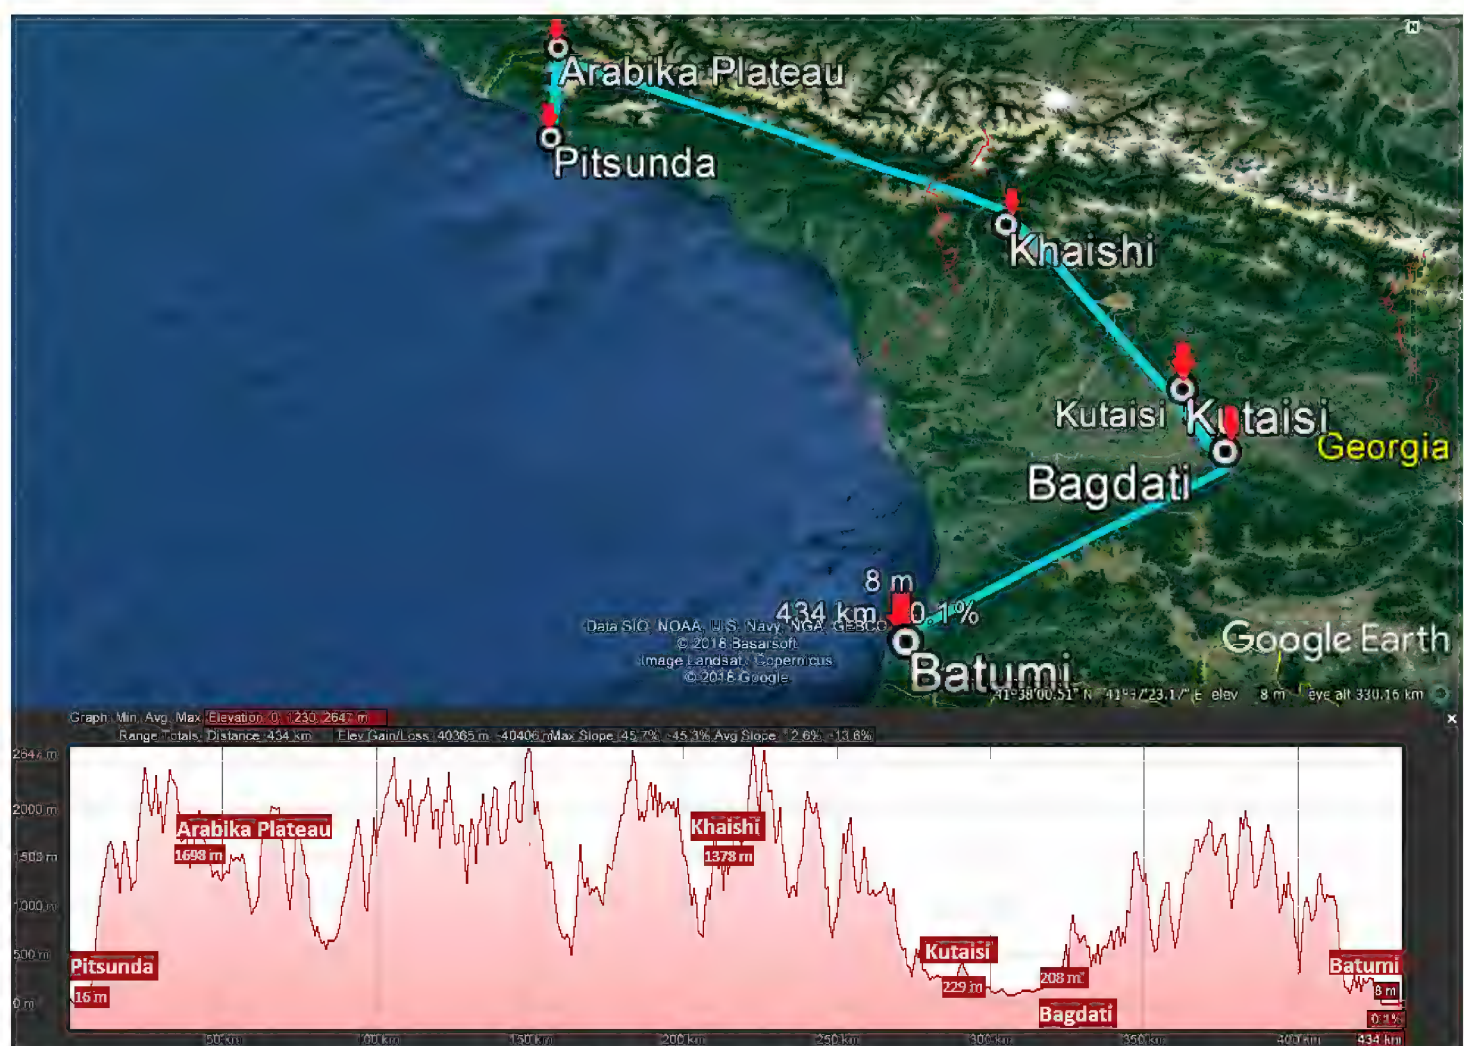 N
Arabika Plateau
Pitsunda
Khaishi
Kutaisi Kutaisi
Georgia
Bagdati
8 m
434 km 0.1%
Data SIO, NOAA, U.S. Navy, NGA, GEBCO
© 2018 Basarsoft
Image Landsat / Copernicus
© 2018 Google
Google Earth
Batumi
elev 8 m eye alt 330.16 km
Graph: Min, Avg, Max Elevation: 0, 1230, 2647 m
Range Totals: Distance: 434 km Elev Gain/Loss: 40365 m, -40406 m Max Slope: 45.7%, -45.3% Avg Slope: 12.6%, -13.6%
2647 m
2000 m
1500 m
1000 m
500 m
0 m
Arabika Plateau
1698 m
Khaishi
1378 m
Pitsunda
16 m
Kutaisi
229 m
208 m
Bagdati
Batumi
8 m
0.1%
50 km 100 km 150 km 200 km 250 km 300 km 350 km 400 km 434 km